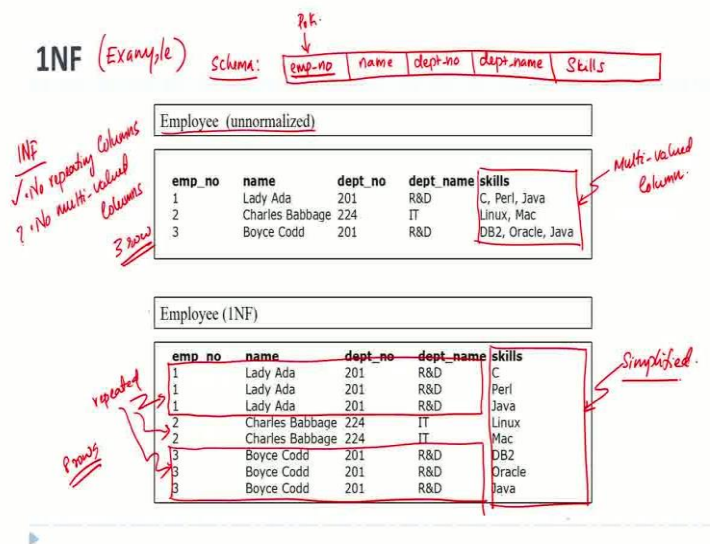 P.K.
1NF (Example) Schema: emp-no name dept-no dept-name Skills
Employee (unnormalized)
1NF
✓ • No repeating Columns
? • No multi-valued Columns
3 row
emp_no name dept_no dept_name skills
1 Lady Ada 201 R&D C, Perl, Java
2 Charles Babbage 224 IT Linux, Mac
3 Boyce Codd 201 R&D DB2, Oracle, Java
Multi-valued
Column.
Employee (1NF)
emp_no name dept_no dept_name skills
1 Lady Ada 201 R&D C
1 Lady Ada 201 R&D Perl
1 Lady Ada 201 R&D Java
2 Charles Babbage 224 IT Linux
2 Charles Babbage 224 IT Mac
3 Boyce Codd 201 R&D DB2
3 Boyce Codd 201 R&D Oracle
3 Boyce Codd 201 R&D Java
repeated
8 rows
Simplified.